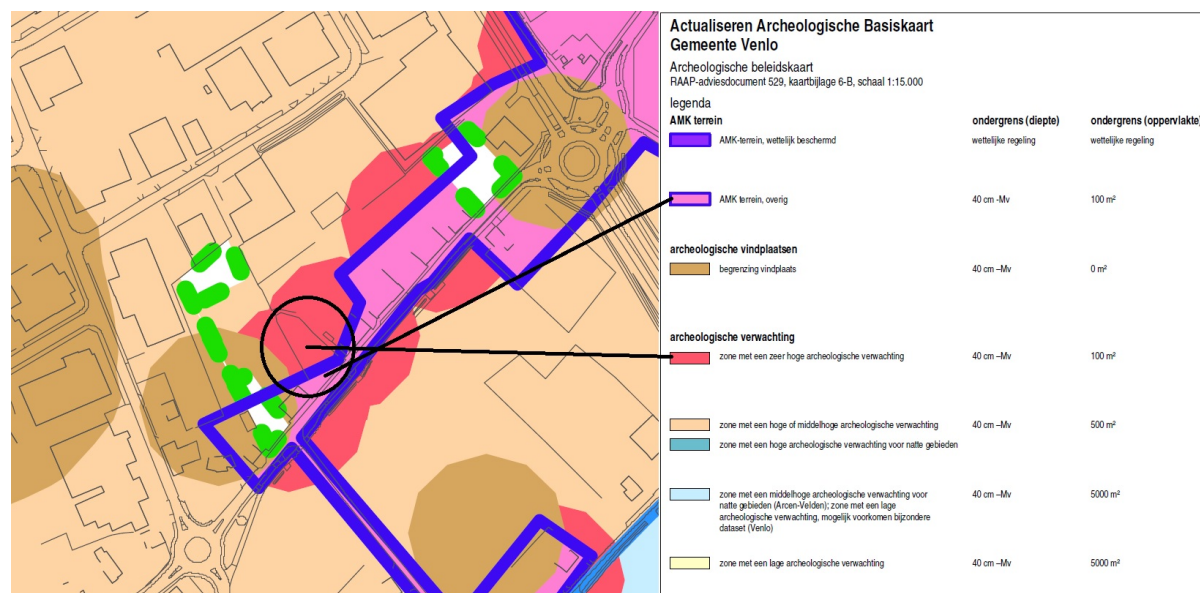 Actualiseren Archeologische Basiskaart
Gemeente Venlo
Archeologische beleidskaart
RAAP-adviesdocument 529, kaartbijlage 6-B, schaal 1:15.000
legenda
AMK terrein ondergrens (diepte) ondergrens (oppervlakte)
AMK-terrein, wettelijk beschermd wettelijke regeling wettelijke regeling
AMK terrein, overig 40 cm -Mv 100 m²
archeologische vindplaatsen
begrenzing vindplaats 40 cm –Mv 0 m²
archeologische verwachting
zone met een zeer hoge archeologische verwachting 40 cm –Mv 100 m²
zone met een hoge of middelhoge archeologische verwachting 40 cm –Mv 500 m²
zone met een hoge archeologische verwachting voor natte gebieden
zone met een middelhoge archeologische verwachting voor 40 cm –Mv 5000 m²
natte gebieden (Arcen-Velden); zone met een lage
archeologische verwachting, mogelijk voorkomen bijzondere
dataset (Venlo)
zone met een lage archeologische verwachting 40 cm –Mv 5000 m²